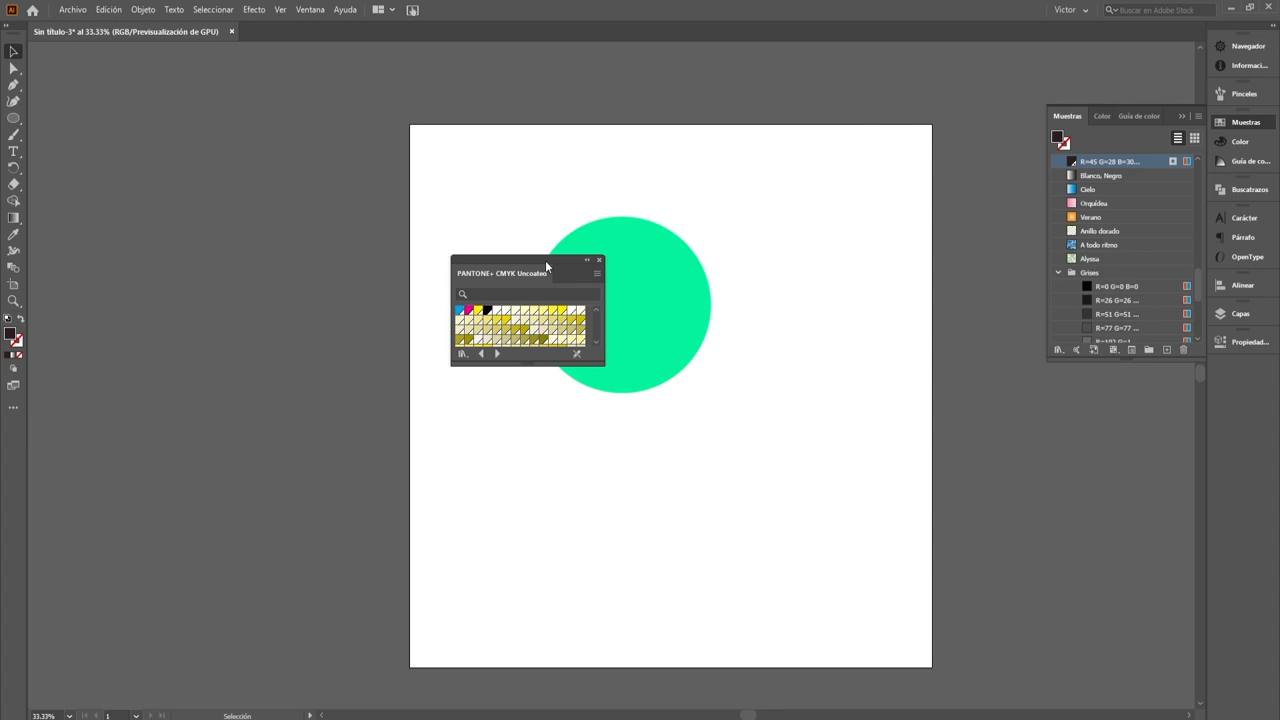 Ai Archivo Edición Objeto Texto Seleccionar Efecto Ver Ventana Ayuda Victor Buscar en Adobe Stock
Sin título-3* al 33.33% (RGB/Previsualización de GPU)
Navegador
Informaci...
Pinceles
Muestras
Color
Guía de co...
Buscatrazos
Carácter
Párrafo
OpenType
Alinear
Capas
Propiedad...
Muestras Color Guía de color
R=45 G=28 B=30...
Blanco, Negro
Cielo
Orquídea
Verano
Anillo dorado
A todo ritmo
Alyssa
Grises
R=0 G=0 B=0
R=26 G=26 ...
R=51 G=51 ...
R=77 G=77 ...
R=102 G=1...
PANTONE+ CMYK Uncoated
33.33% 1 Selección